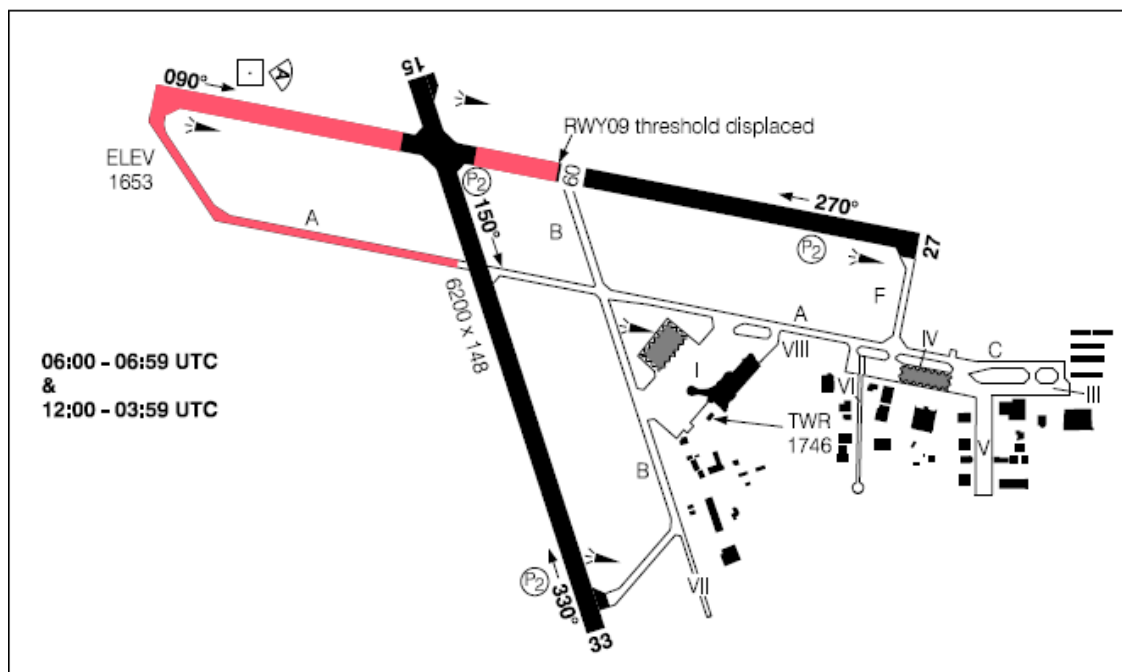 15
090°
A
RWY09 threshold displaced
ELEV
1653
P2
09
150°
270°
A
B
P2
27
F
6200 x 148
A
IV
VIII
C
06:00 - 06:59 UTC
&
12:00 - 03:59 UTC
I
VI
III
TWR
1746
V
B
P2
330°
VII
33